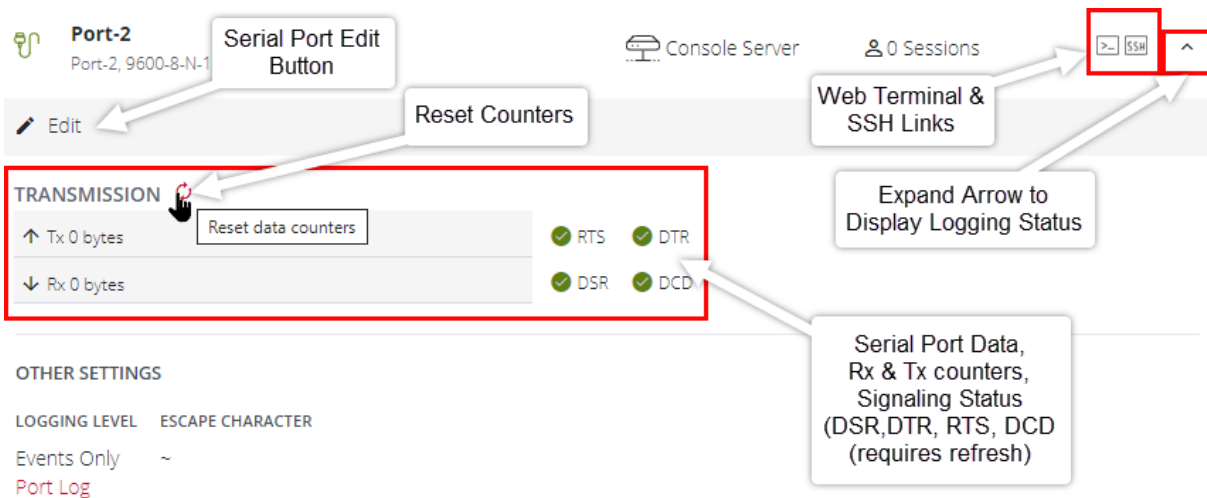 Port-2
Port-2, 9600-8-N-1
Serial Port Edit
Button
Console Server
0 Sessions
>_ SSH
Web Terminal &
SSH Links
Edit
Reset Counters
Expand Arrow to
Display Logging Status
TRANSMISSION
Reset data counters
Tx 0 bytes
RTS DTR
Rx 0 bytes
DSR DCD
Serial Port Data,
Rx & Tx counters,
Signaling Status
(DSR,DTR, RTS, DCD
(requires refresh)
OTHER SETTINGS
LOGGING LEVEL ESCAPE CHARACTER
Events Only ~
Port Log